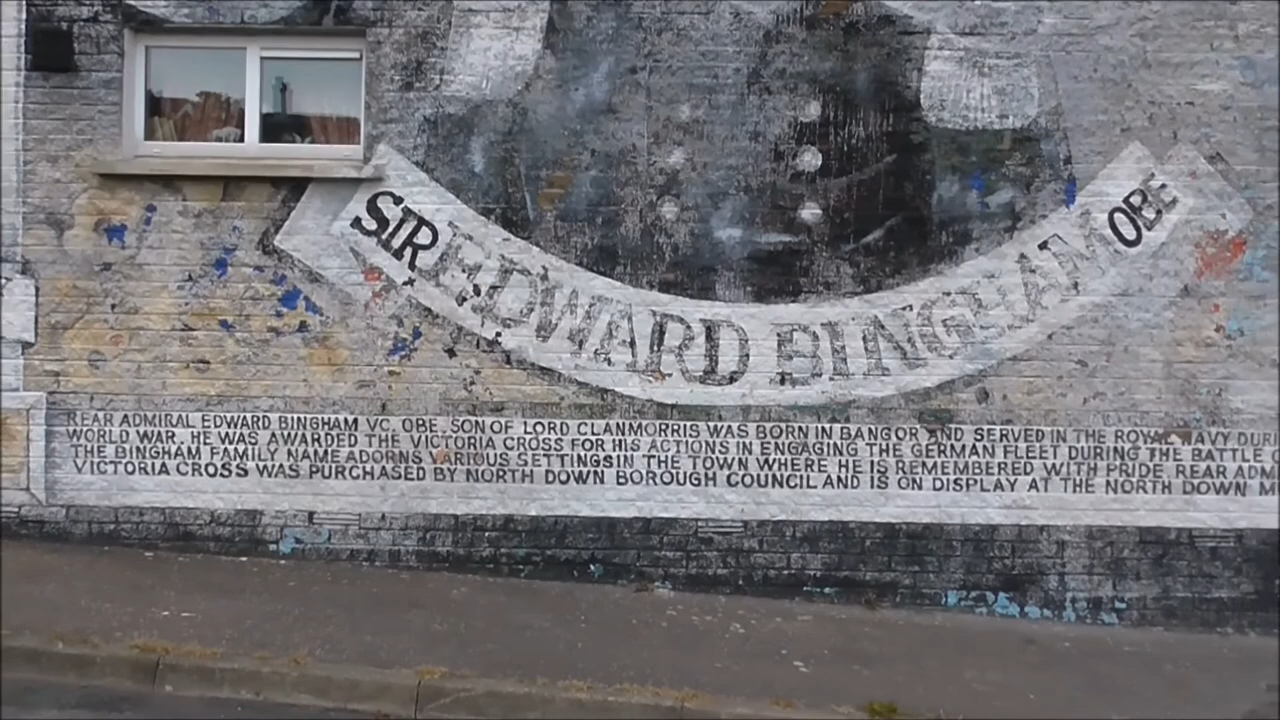 SIR EDWARD BINGHAM OBE
REAR ADMIRAL EDWARD BINGHAM VC. OBE. SON OF LORD CLANMORRIS WAS BORN IN BANGOR AND SERVED IN THE ROYAL NAVY DURI
WORLD WAR. HE WAS AWARDED THE VICTORIA CROSS FOR HIS ACTIONS IN ENGAGING THE GERMAN FLEET DURING THE BATTLE
THE BINGHAM FAMILY NAME ADORNS VARIOUS SETTINGS IN THE TOWN WHERE HE IS REMEMBERED WITH PRIDE. REAR ADM
VICTORIA CROSS WAS PURCHASED BY NORTH DOWN BOROUGH COUNCIL AND IS ON DISPLAY AT THE NORTH DOWN M